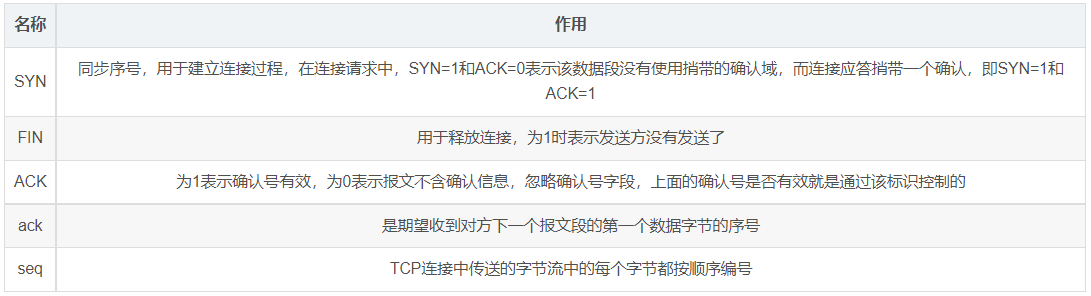 名称 作用
SYN 同步序号，用于建立连接过程，在连接请求中，SYN=1和ACK=0表示该数据段没有使用捎带的确认域，而连接应答捎带一个确认，即SYN=1和
ACK=1
FIN 用于释放连接，为1时表示发送方没有发送了
ACK 为1表示确认号有效，为0表示报文不含确认信息，忽略确认号字段，上面的确认号是否有效就是通过该标识控制的
ack 是期望收到对方下一个报文段的第一个数据字节的序号
seq TCP连接中传送的字节流中的每个字节都按顺序编号